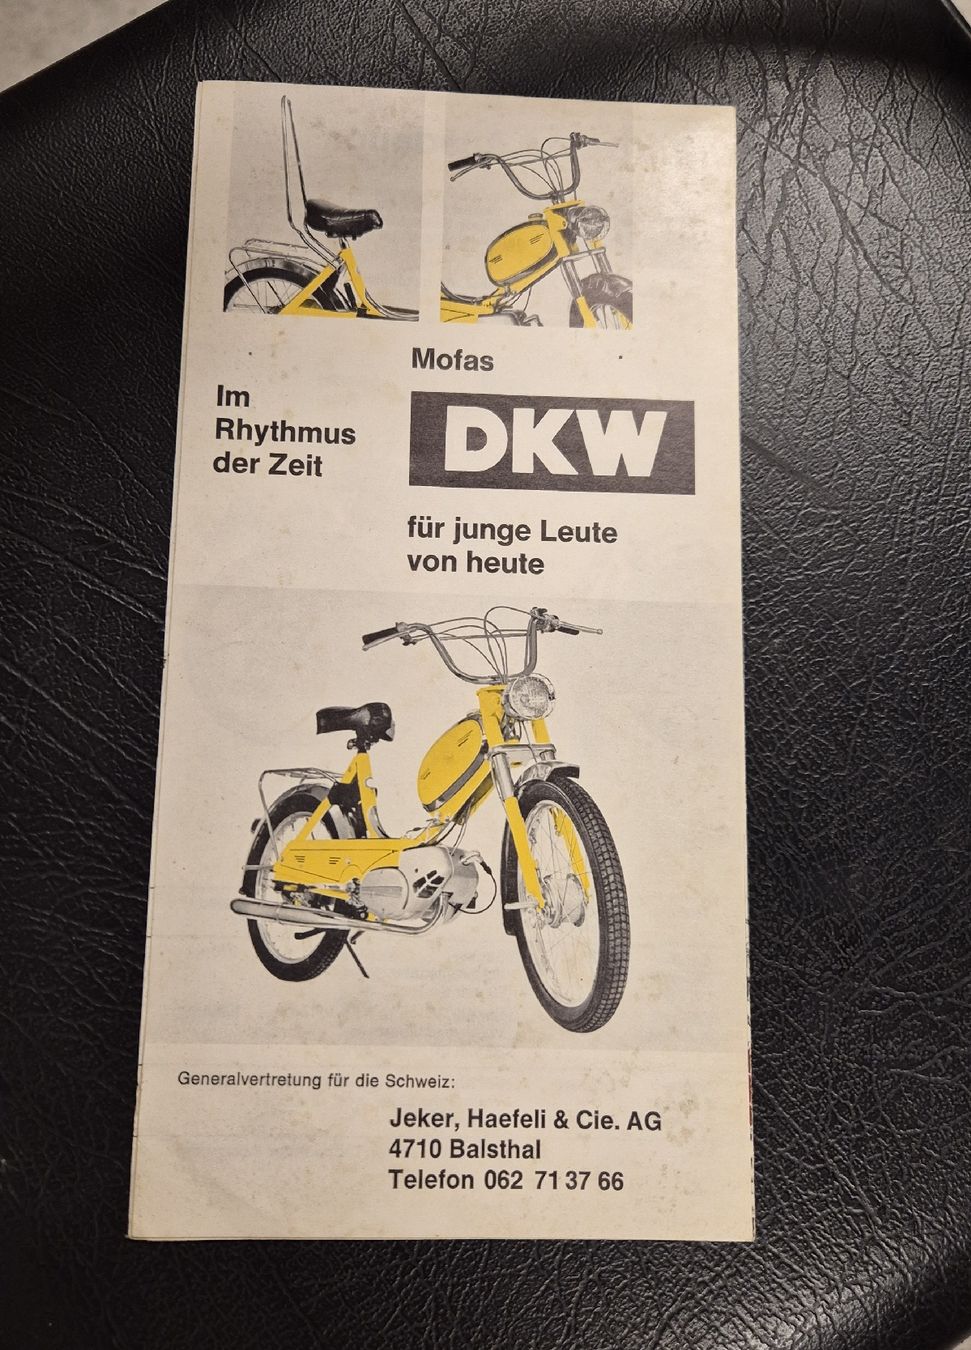 Mofas
Im
Rhythmus
der Zeit
DKW
für junge Leute
von heute
Generalvertretung für die Schweiz:
Jeker, Haefeli & Cie. AG
4710 Balsthal
Telefon 062 71 37 66